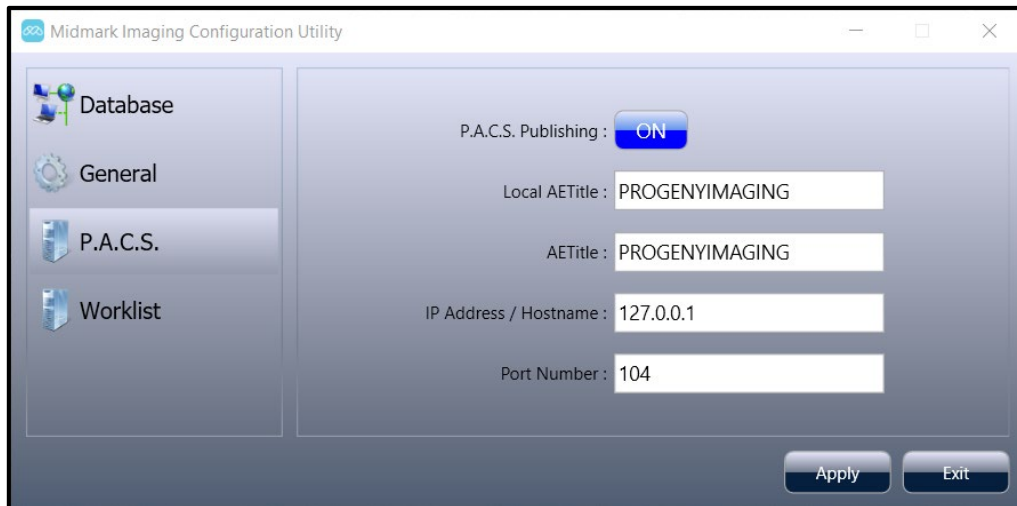 Midmark Imaging Configuration Utility
Database
General
P.A.C.S.
Worklist
P.A.C.S. Publishing : ON
Local AETitle : PROGENYIMAGING
AETitle : PROGENYIMAGING
IP Address / Hostname : 127.0.0.1
Port Number : 104
Apply Exit